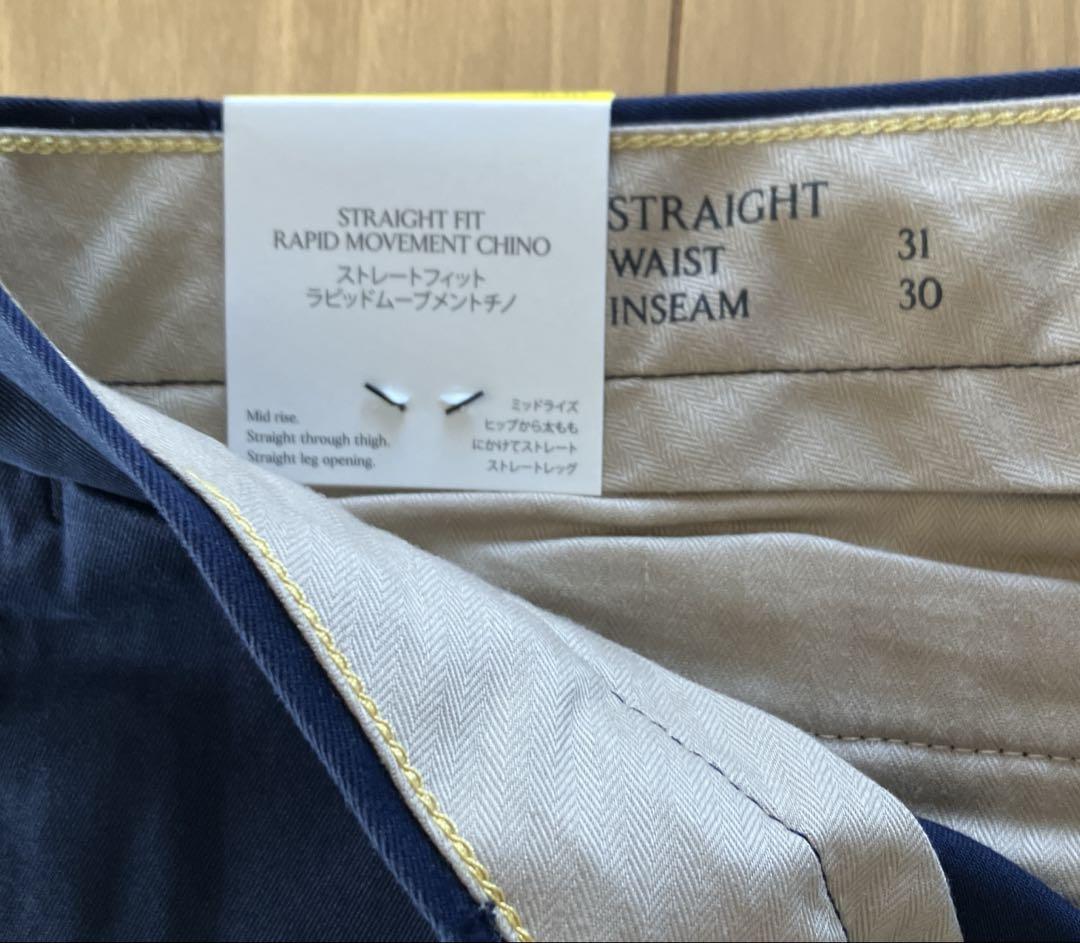 STRAIGHT FIT
RAPID MOVEMENT CHINO
ストレートフィット
ラピッドムーブメントチノ
Mid rise.
Straight through thigh.
Straight leg opening.
ミッドライズ
ヒップから太もも
にかけてストレート
ストレートレッグ
STRAIGHT
WAIST 31
INSEAM 30